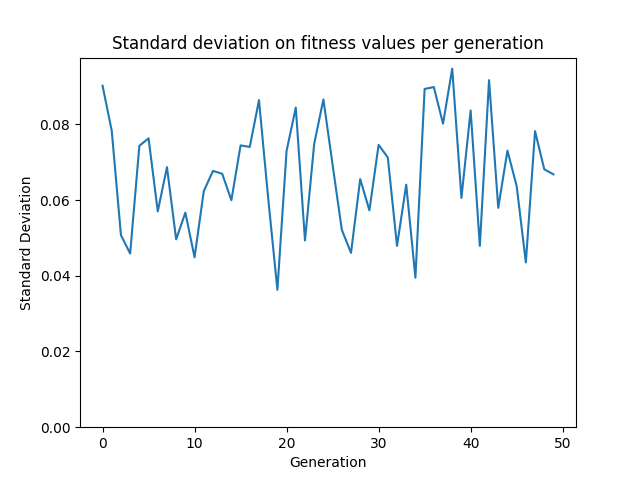 Standard deviation on fitness values per generation
Standard Deviation
0.08
0.06
0.04
0.02
0.00
0 10 20 30 40 50
Generation